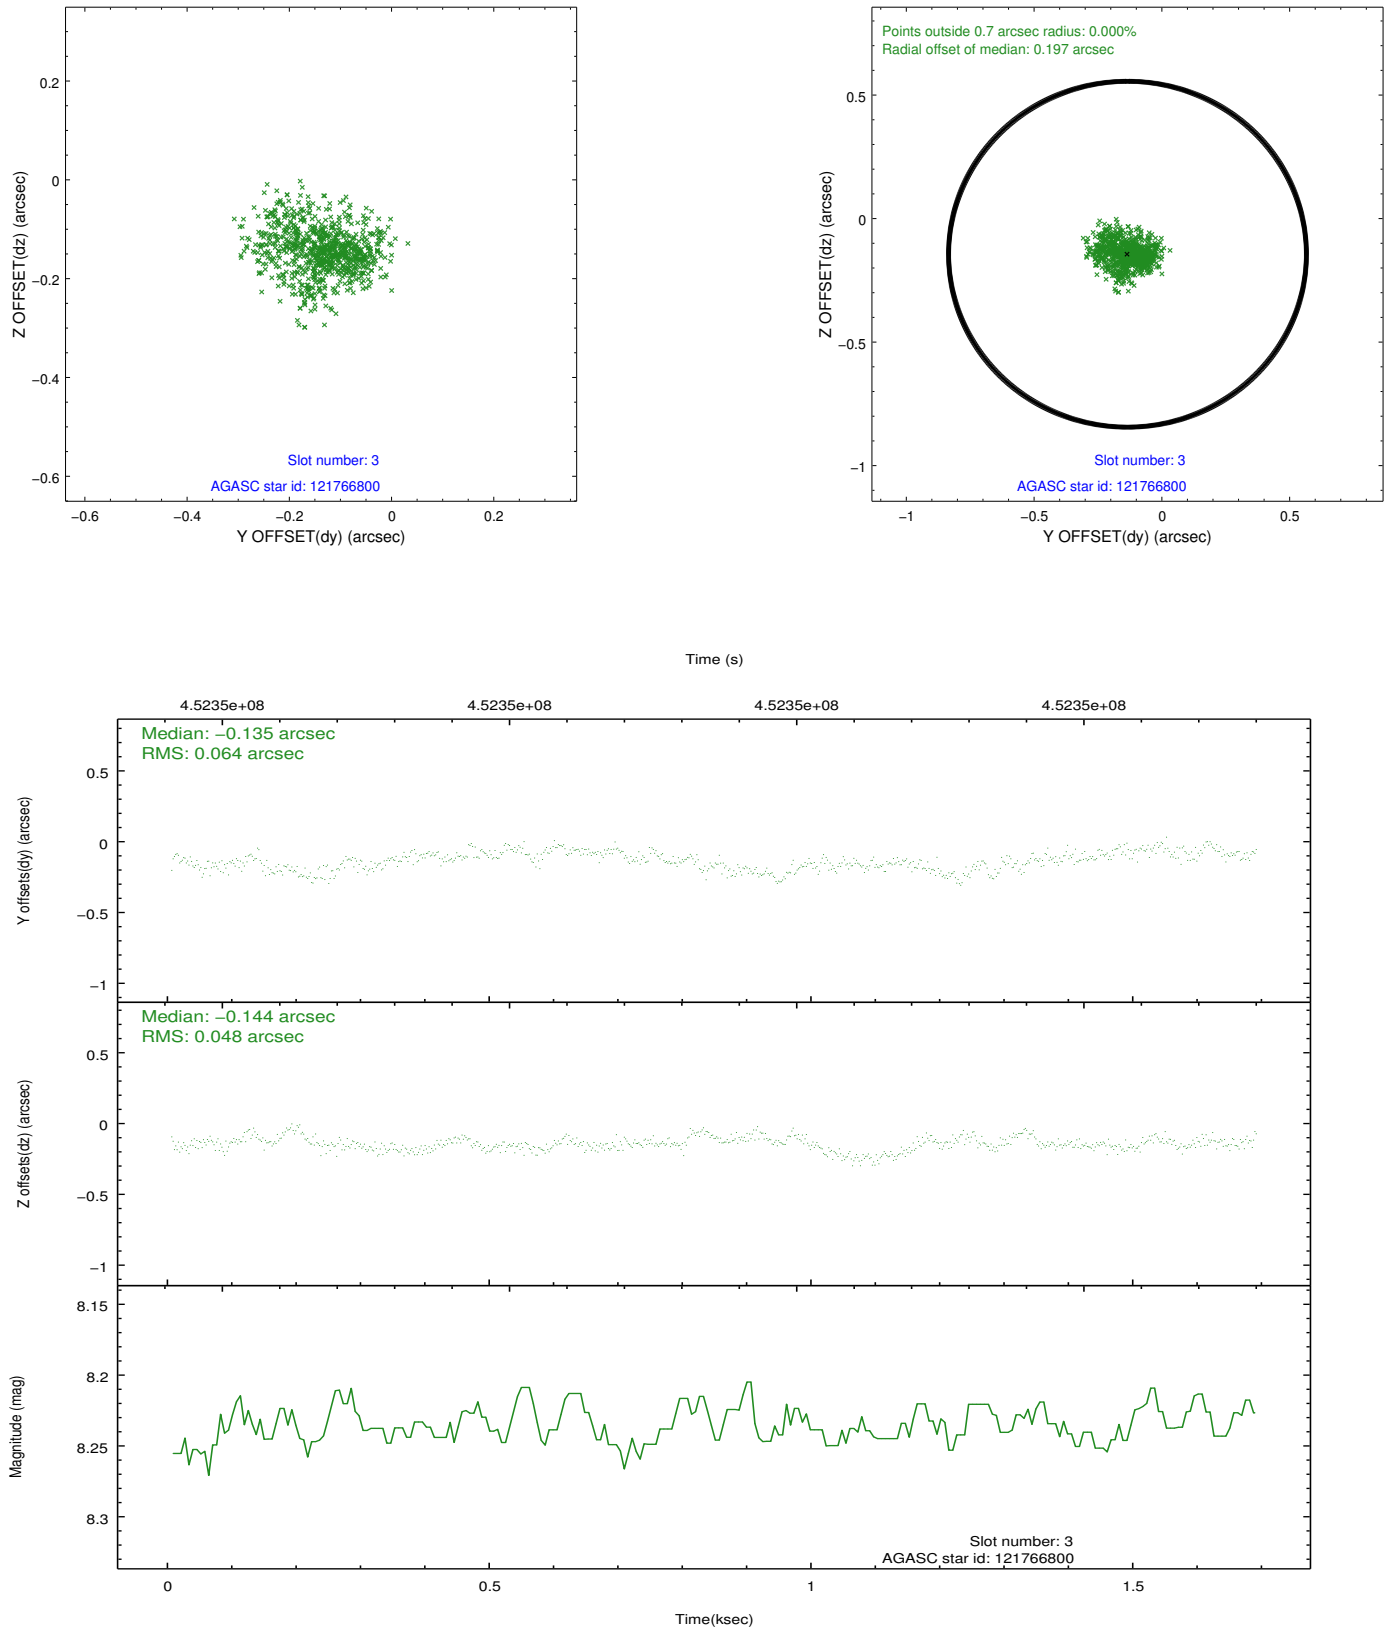 0.2
0
−0.2
−0.4
−0.6
Z OFFSET(dz) (arcsec)
Slot number: 3
AGASC star id: 121766800
−0.6
−0.4
−0.2
0
0.2
Y OFFSET(dy) (arcsec)
Points outside 0.7 arcsec radius: 0.000%
Radial offset of median: 0.197 arcsec
0.5
0
−0.5
−1
Z OFFSET(dz) (arcsec)
Slot number: 3
AGASC star id: 121766800
−1
−0.5
0
0.5
Y OFFSET(dy) (arcsec)
Time (s)
4.5235e+08
4.5235e+08
4.5235e+08
4.5235e+08
Median: −0.135 arcsec
RMS: 0.064 arcsec
0.5
0
−0.5
−1
Y offsets(dy) (arcsec)
Median: −0.144 arcsec
RMS: 0.048 arcsec
0.5
0
−0.5
−1
Z offsets(dz) (arcsec)
8.15
8.2
8.25
8.3
Magnitude (mag)
Slot number: 3
AGASC star id: 121766800
0
0.5
1
1.5
Time(ksec)